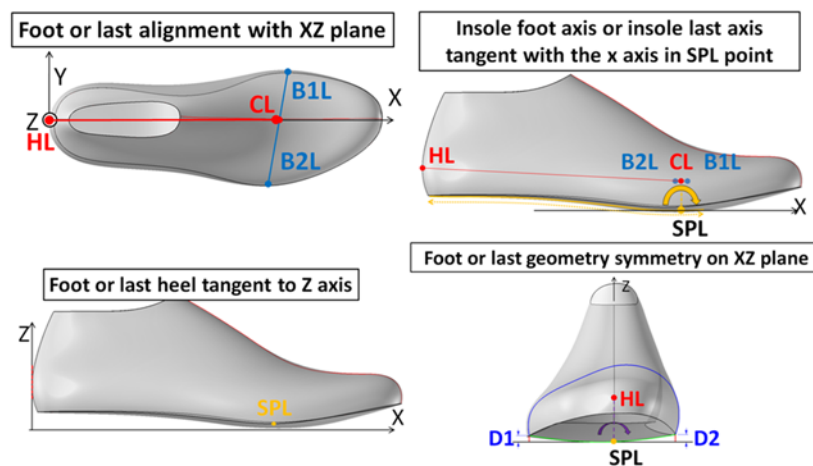 Foot or last alignment with XZ plane
Y
B1L
CL
X
Z
HL
B2L
Insole foot axis or insole last axis
tangent with the x axis in SPL point
HL
B2L CL B1L
X
SPL
Foot or last heel tangent to Z axis
Z
SPL
X
Foot or last geometry symmetry on XZ plane
Z
HL
D1
D2
SPL